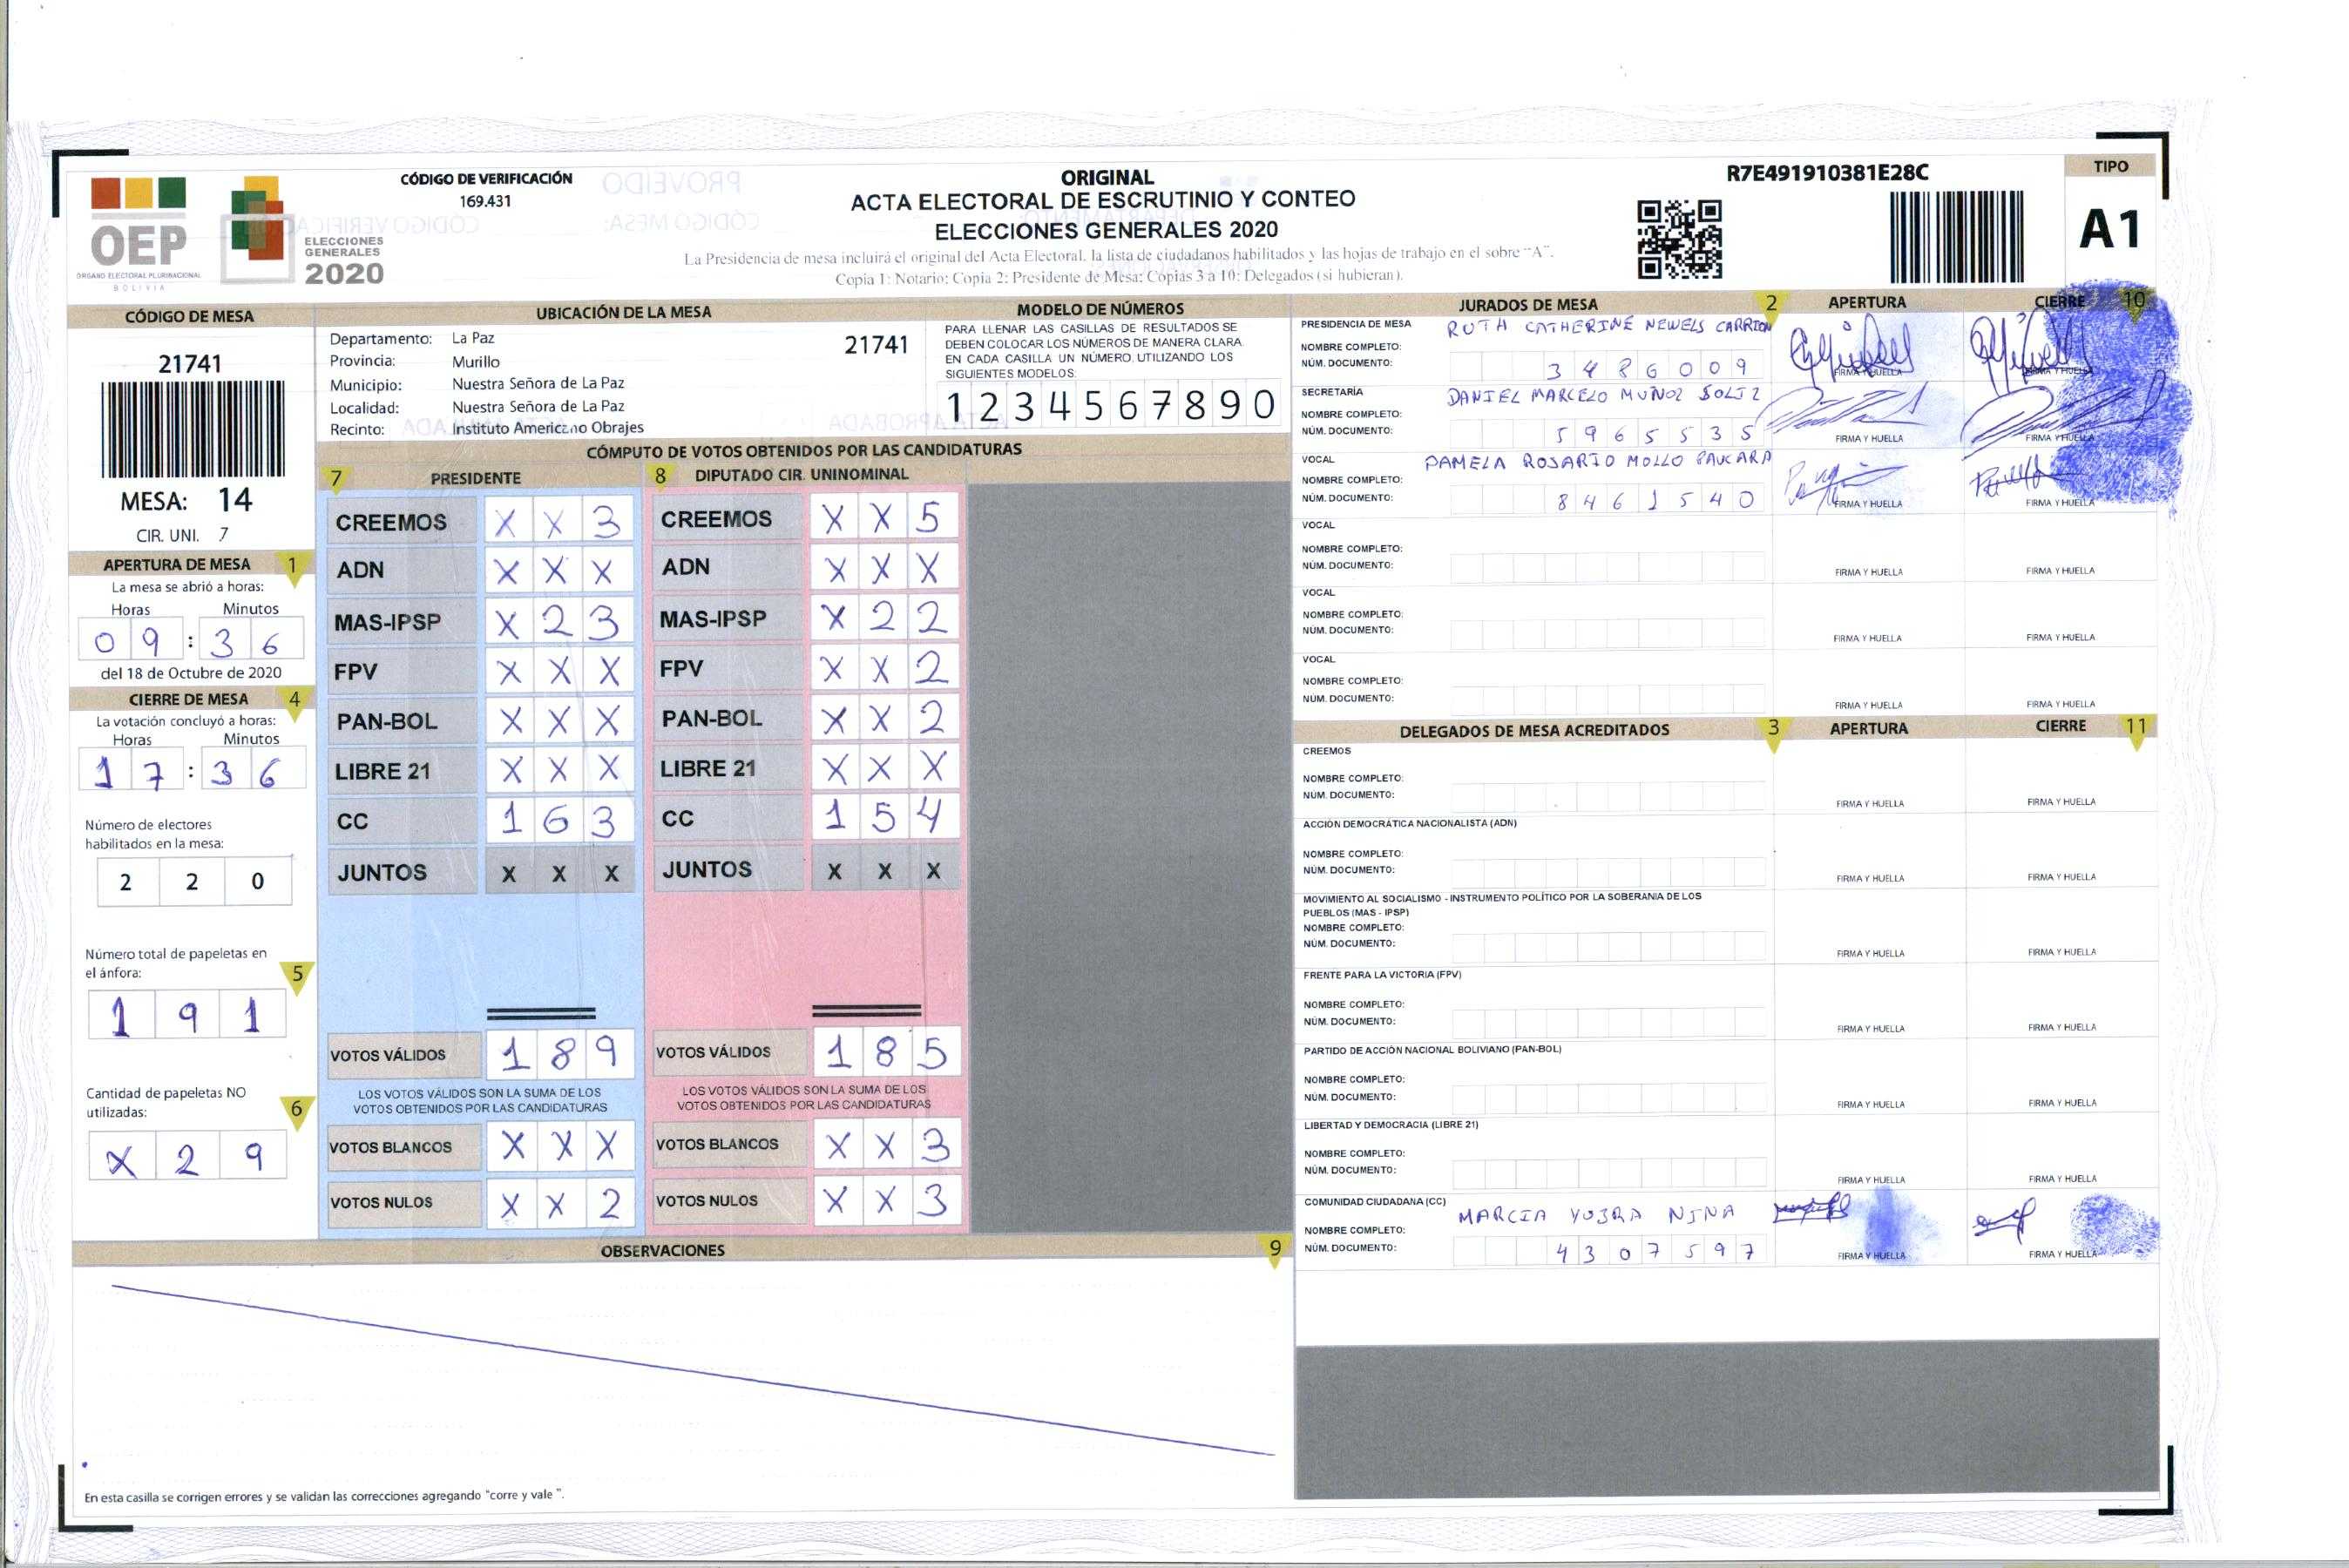 ORIGINAL
ACTA ELECTORAL DE ESCRUTINIO Y CONTEO
ELECCIONES GENERALES 2020
La Presidencia de mesa incluirá el original del Acta Electoral, la lista de ciudadanos habilitados y las hojas de trabajo en el sobre "A".
Copia 1: Notario; Copia 2: Presidente de Mesa; Copias 3 a 10: Delegados (si hubieran).
OEP
ÓRGANO ELECTORAL PLURINACIONAL
BOLIVIA
ELECCIONES
GENERALES
2020
CÓDIGO DE VERIFICACIÓN
169.431
R7E491910381E28C
TIPO
A1
CÓDIGO DE MESA
21741
MESA: 14
CIR. UNI. 7
UBICACIÓN DE LA MESA
Departamento: La Paz
21741
Provincia: Murillo
Municipio: Nuestra Señora de La Paz
Localidad: Nuestra Señora de La Paz
Recinto: Instituto Americano Obrajes
MODELO DE NÚMEROS
PARA LLENAR LAS CASILLAS DE RESULTADOS SE
DEBEN COLOCAR LOS NÚMEROS DE MANERA CLARA.
EN CADA CASILLA UN NÚMERO, UTILIZANDO LOS
SIGUIENTES MODELOS:
1 2 3 4 5 6 7 8 9 0
APERTURA DE MESA 1
La mesa se abrió a horas:
Horas Minutos
0 9 : 3 6
del 18 de Octubre de 2020
CIERRE DE MESA 4
La votación concluyó a horas:
Horas Minutos
1 7 : 3 6
Número de electores
habilitados en la mesa:
2 2 0
Número total de papeletas en
el ánfora:
5
1 9 1
Cantidad de papeletas NO
utilizadas:
6
X 2 9
CÓMPUTO DE VOTOS OBTENIDOS POR LAS CANDIDATURAS
7 PRESIDENTE
CREEMOS X X 3
ADN X X X
MAS-IPSP X 2 3
FPV X X X
PAN-BOL X X X
LIBRE 21 X X X
CC 1 6 3
JUNTOS X X X
VOTOS VÁLIDOS 1 8 9
LOS VOTOS VÁLIDOS SON LA SUMA DE LOS
VOTOS OBTENIDOS POR LAS CANDIDATURAS
VOTOS BLANCOS X X X
VOTOS NULOS X X 2
8 DIPUTADO CIR. UNINOMINAL
CREEMOS X X 5
ADN X X X
MAS-IPSP X 2 2
FPV X X 2
PAN-BOL X X 2
LIBRE 21 X X X
CC 1 5 4
JUNTOS X X X
VOTOS VÁLIDOS 1 8 5
LOS VOTOS VÁLIDOS SON LA SUMA DE LOS
VOTOS OBTENIDOS POR LAS CANDIDATURAS
VOTOS BLANCOS X X 3
VOTOS NULOS X X 3
OBSERVACIONES 9
En esta casilla se corrigen errores y se validan las correcciones agregando "corre y vale".
JURADOS DE MESA 2 APERTURA CIERRE 10
PRESIDENCIA DE MESA
NOMBRE COMPLETO: RUTH CATHERINE NEWELS CARRION
NÚM. DOCUMENTO: 3 4 8 6 0 0 9
FIRMA Y HUELLA FIRMA Y HUELLA
SECRETARÍA
NOMBRE COMPLETO: DANIEL MARCELO MUÑOZ SOLIZ
NÚM. DOCUMENTO: 5 9 6 5 5 3 5
FIRMA Y HUELLA FIRMA Y HUELLA
VOCAL
NOMBRE COMPLETO: PAMELA ROSARIO MOLLO PAUCARA
NÚM. DOCUMENTO: 8 4 6 1 5 4 0
FIRMA Y HUELLA FIRMA Y HUELLA
VOCAL
NOMBRE COMPLETO:
NÚM. DOCUMENTO:
FIRMA Y HUELLA FIRMA Y HUELLA
VOCAL
NOMBRE COMPLETO:
NÚM. DOCUMENTO:
FIRMA Y HUELLA FIRMA Y HUELLA
VOCAL
NOMBRE COMPLETO:
NÚM. DOCUMENTO:
FIRMA Y HUELLA FIRMA Y HUELLA
DELEGADOS DE MESA ACREDITADOS 3 APERTURA CIERRE 11
CREEMOS
NOMBRE COMPLETO:
NÚM. DOCUMENTO:
FIRMA Y HUELLA FIRMA Y HUELLA
ACCIÓN DEMOCRÁTICA NACIONALISTA (ADN)
NOMBRE COMPLETO:
NÚM. DOCUMENTO:
FIRMA Y HUELLA FIRMA Y HUELLA
MOVIMIENTO AL SOCIALISMO - INSTRUMENTO POLÍTICO POR LA SOBERANIA DE LOS
PUEBLOS (MAS - IPSP)
NOMBRE COMPLETO:
NÚM. DOCUMENTO:
FIRMA Y HUELLA FIRMA Y HUELLA
FRENTE PARA LA VICTORIA (FPV)
NOMBRE COMPLETO:
NÚM. DOCUMENTO:
FIRMA Y HUELLA FIRMA Y HUELLA
PARTIDO DE ACCIÓN NACIONAL BOLIVIANO (PAN-BOL)
NOMBRE COMPLETO:
NÚM. DOCUMENTO:
FIRMA Y HUELLA FIRMA Y HUELLA
LIBERTAD Y DEMOCRACIA (LIBRE 21)
NOMBRE COMPLETO:
NÚM. DOCUMENTO:
FIRMA Y HUELLA FIRMA Y HUELLA
COMUNIDAD CIUDADANA (CC)
NOMBRE COMPLETO: MARCIA YUJRA NINA
NÚM. DOCUMENTO: 4 3 0 7 5 9 7
FIRMA Y HUELLA FIRMA Y HUELLA